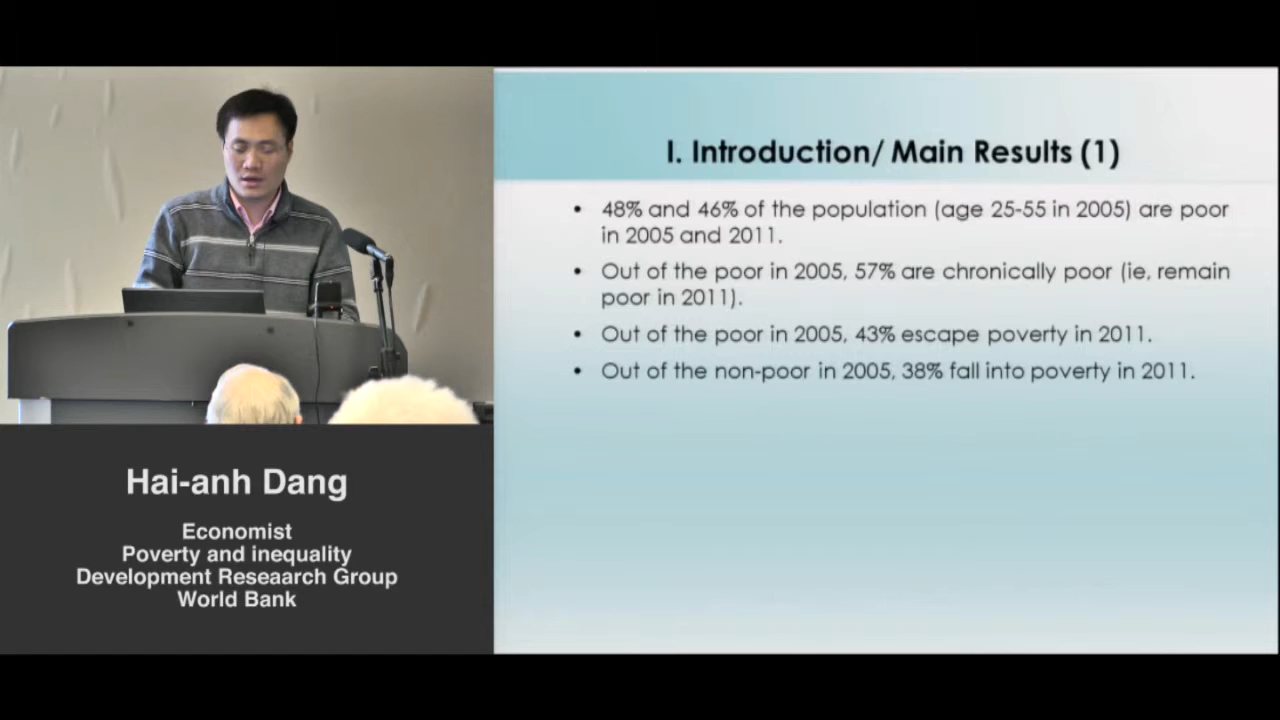 I. Introduction/ Main Results (1)
• 48% and 46% of the population (age 25-55 in 2005) are poor
in 2005 and 2011.
• Out of the poor in 2005, 57% are chronically poor (ie, remain
poor in 2011).
• Out of the poor in 2005, 43% escape poverty in 2011.
• Out of the non-poor in 2005, 38% fall into poverty in 2011.
Hai-anh Dang
Economist
Poverty and inequality
Development Reseaarch Group
World Bank